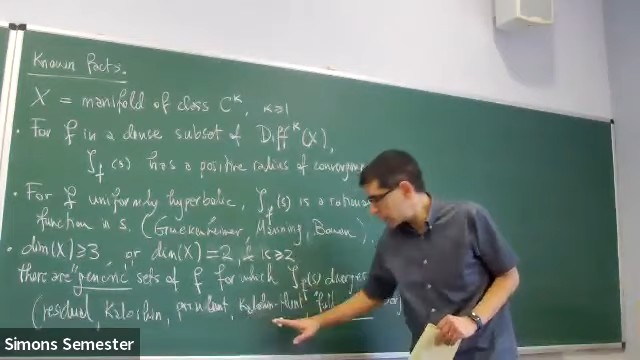 Known facts.
X = manifold of class C^k, k≥1
• For f in a dense subset of Diff^k(X),
ζ_f(s) has a positive radius of convergen
• For f uniformly hyperbolic, ζ_f(s) is a rational
function in s. (Guckenheimer, Manning, Bowen),
• dim(X)≥3, or dim(X)=2, k is ≥2
there are "generic" sets of f for which ζ_f(s) diverges
(residual, Kaloshin, prevalent, Kaloshin-Hunt,
Simons Semester